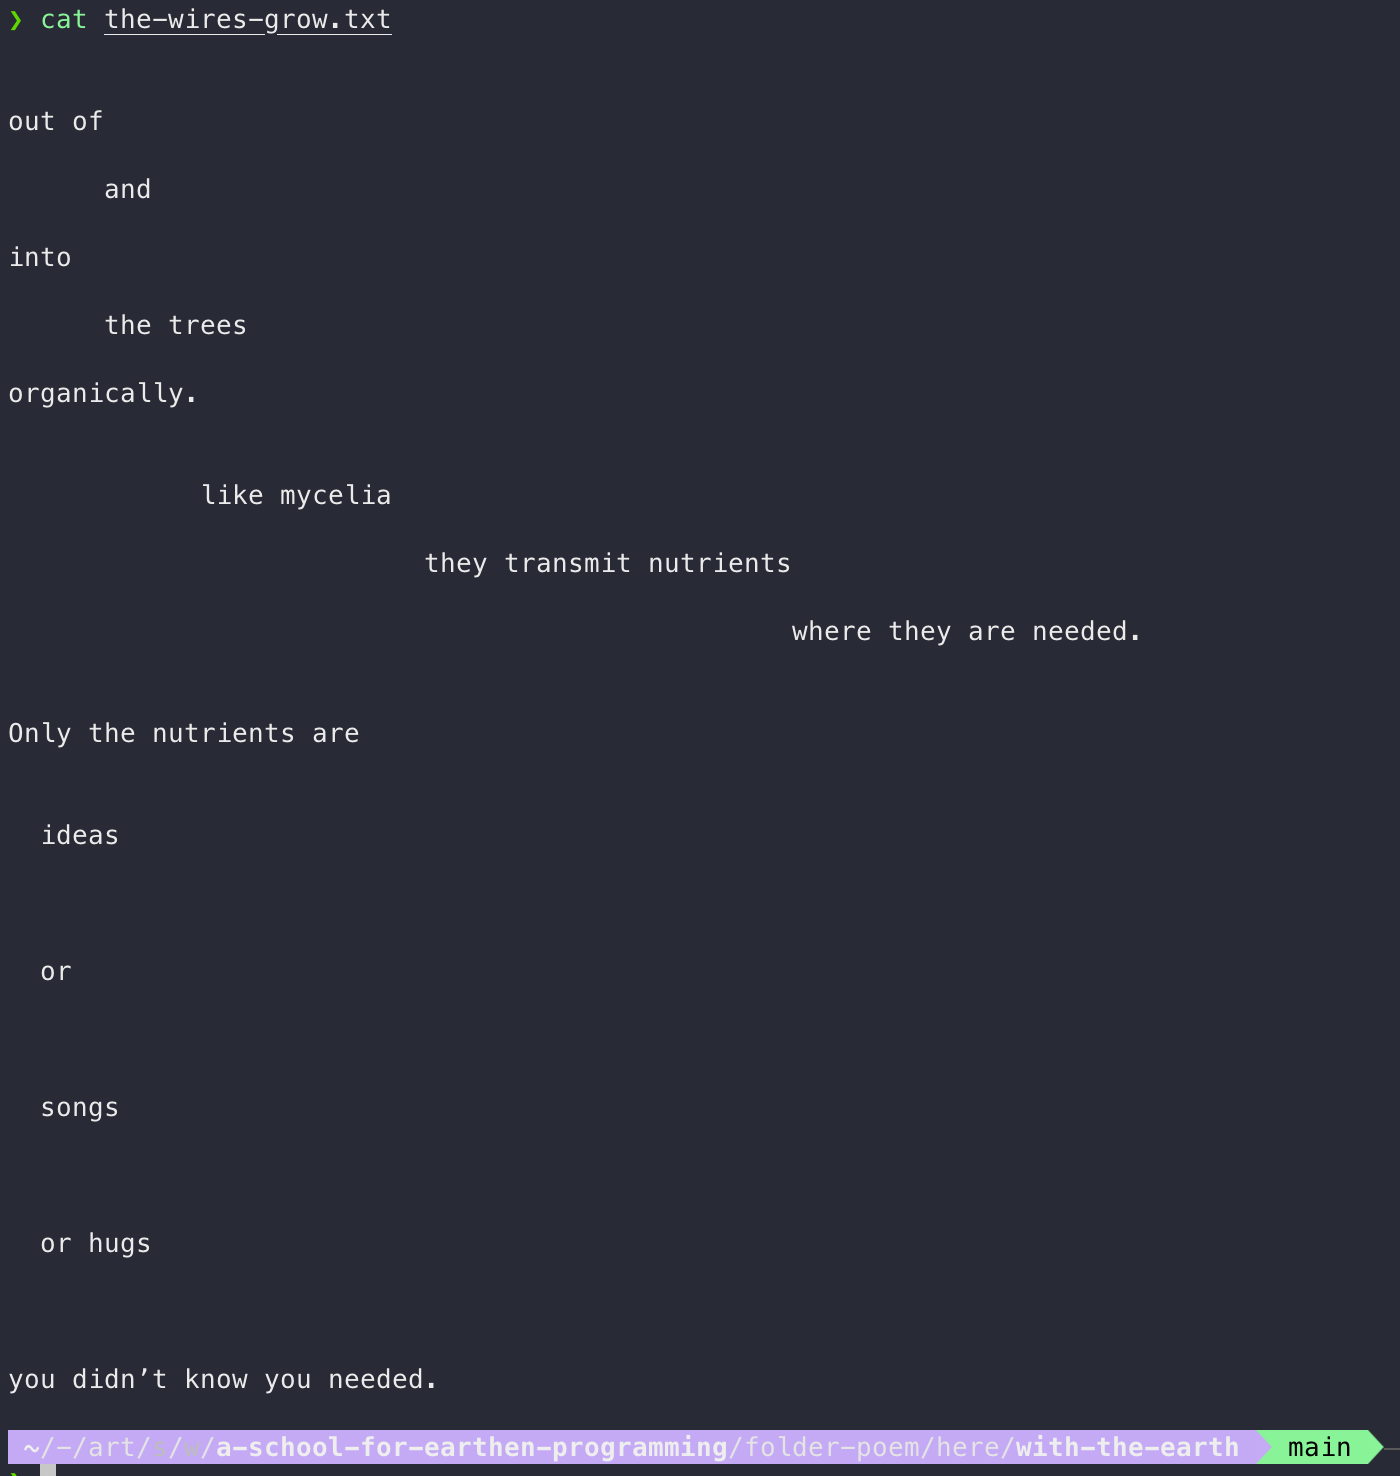 ❯ cat the-wires-grow.txt
out of
and
into
the trees
organically.
like mycelia
they transmit nutrients
where they are needed.
Only the nutrients are
ideas
or
songs
or hugs
you didn’t know you needed.
~/-/art/s/w/a-school-for-earthen-programming/folder-poem/here/with-the-earth main
❯